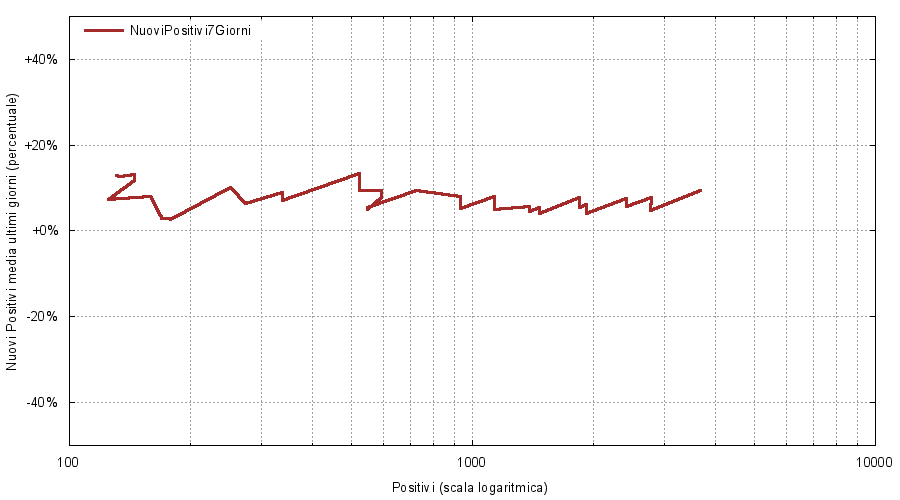 NuoviPositivi7Giorni
+40%
+20%
+0%
-20%
-40%
Nuovi Positivi media ultimi giorni (percentuale)
100
1000
10000
Positivi (scala logaritmica)